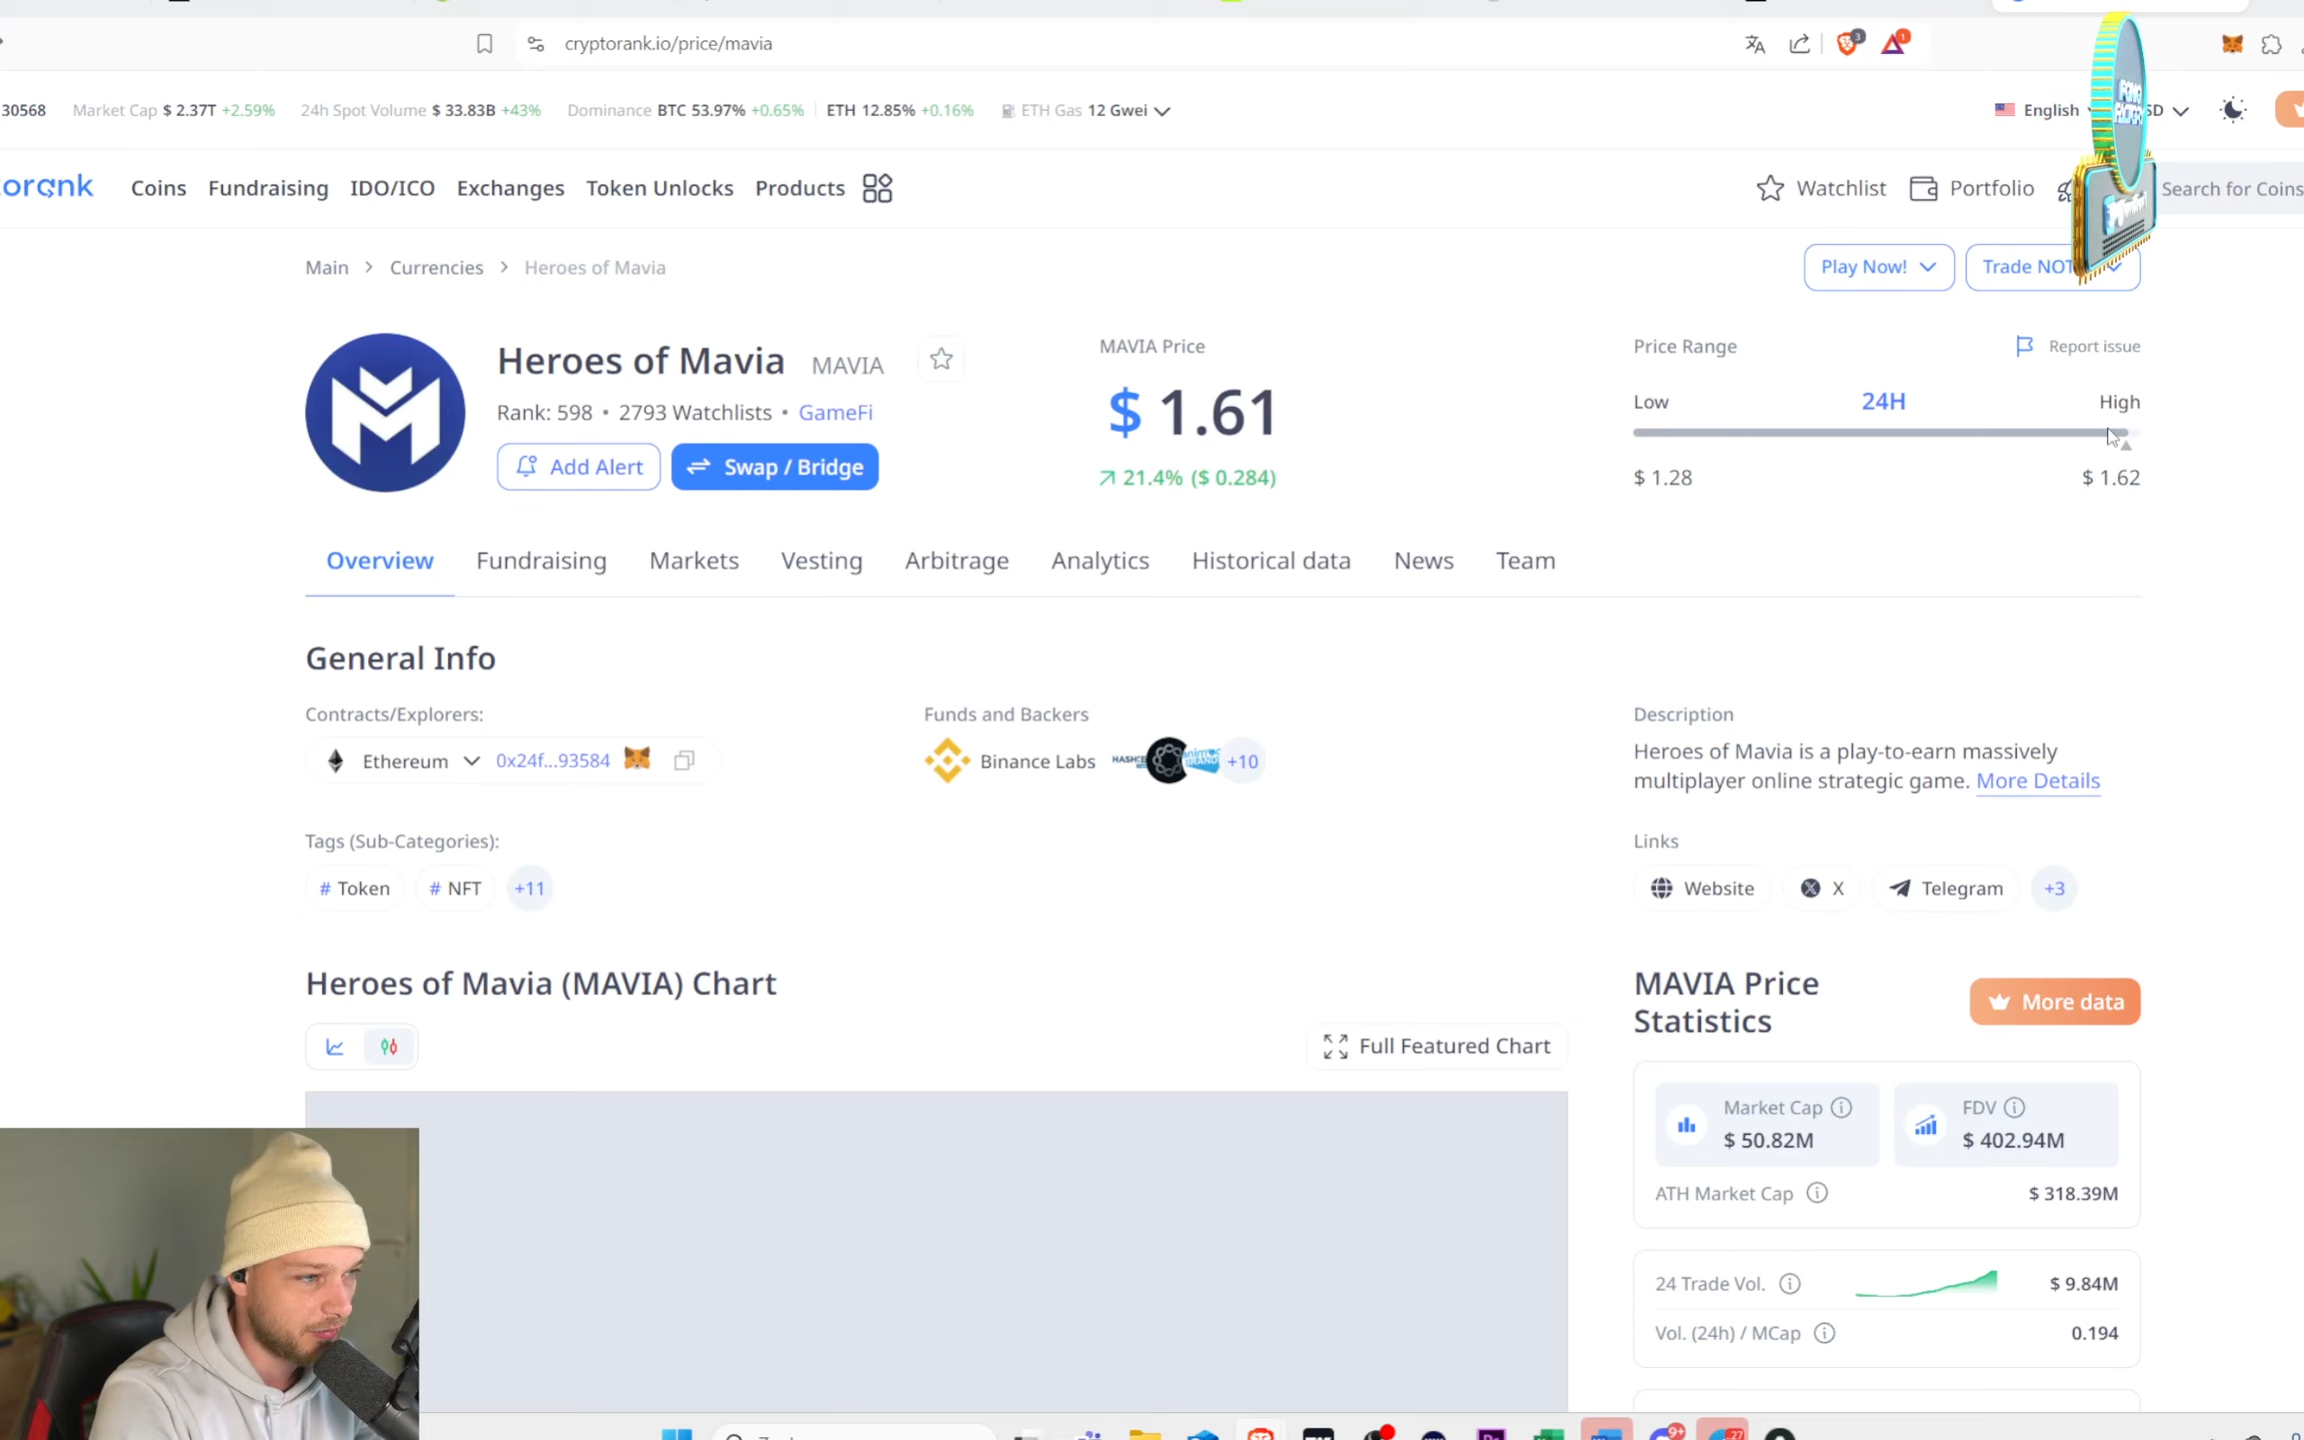 cryptorank.io/price/mavia
3
1
30568 Market Cap $ 2.37T +2.59% 24h Spot Volume $ 33.83B +43% Dominance BTC 53.97% +0.65% ETH 12.85% +0.16% ETH Gas 12 Gwei
English
Coins Fundraising IDO/ICO Exchanges Token Unlocks Products
Watchlist Portfolio Search for Coins
Main > Currencies > Heroes of Mavia
Play Now! Trade NOT
Heroes of Mavia MAVIA
Rank: 598 • 2793 Watchlists • GameFi
Add Alert Swap / Bridge
MAVIA Price
$ 1.61
21.4% ($ 0.284)
Price Range Report issue
Low 24H High
$ 1.28 $ 1.62
Overview Fundraising Markets Vesting Arbitrage Analytics Historical data News Team
General Info
Contracts/Explorers:
Ethereum 0x24f...93584
Funds and Backers
Binance Labs +10
Description
Heroes of Mavia is a play-to-earn massively
multiplayer online strategic game. More Details
Tags (Sub-Categories):
# Token # NFT +11
Links
Website X Telegram +3
Heroes of Mavia (MAVIA) Chart
Full Featured Chart
MAVIA Price
Statistics
More data
Market Cap
$ 50.82M
FDV
$ 402.94M
ATH Market Cap $ 318.39M
24 Trade Vol. $ 9.84M
Vol. (24h) / MCap 0.194
9+
27